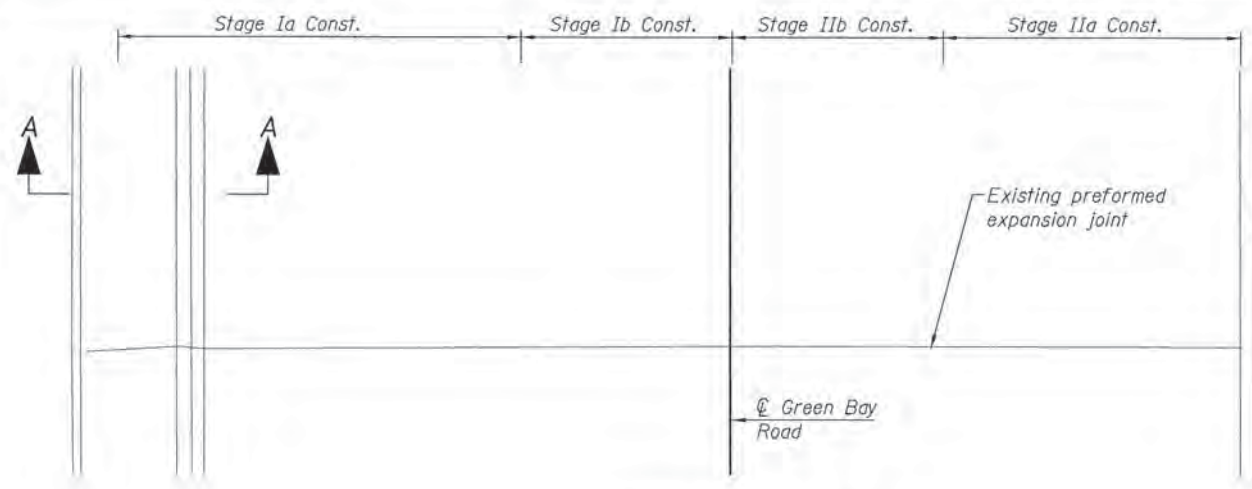 Stage Ia Const.
Stage Ib Const.
Stage IIb Const.
Stage IIa Const.
A
A
Existing preformed
expansion joint
℄ Green Bay
Road